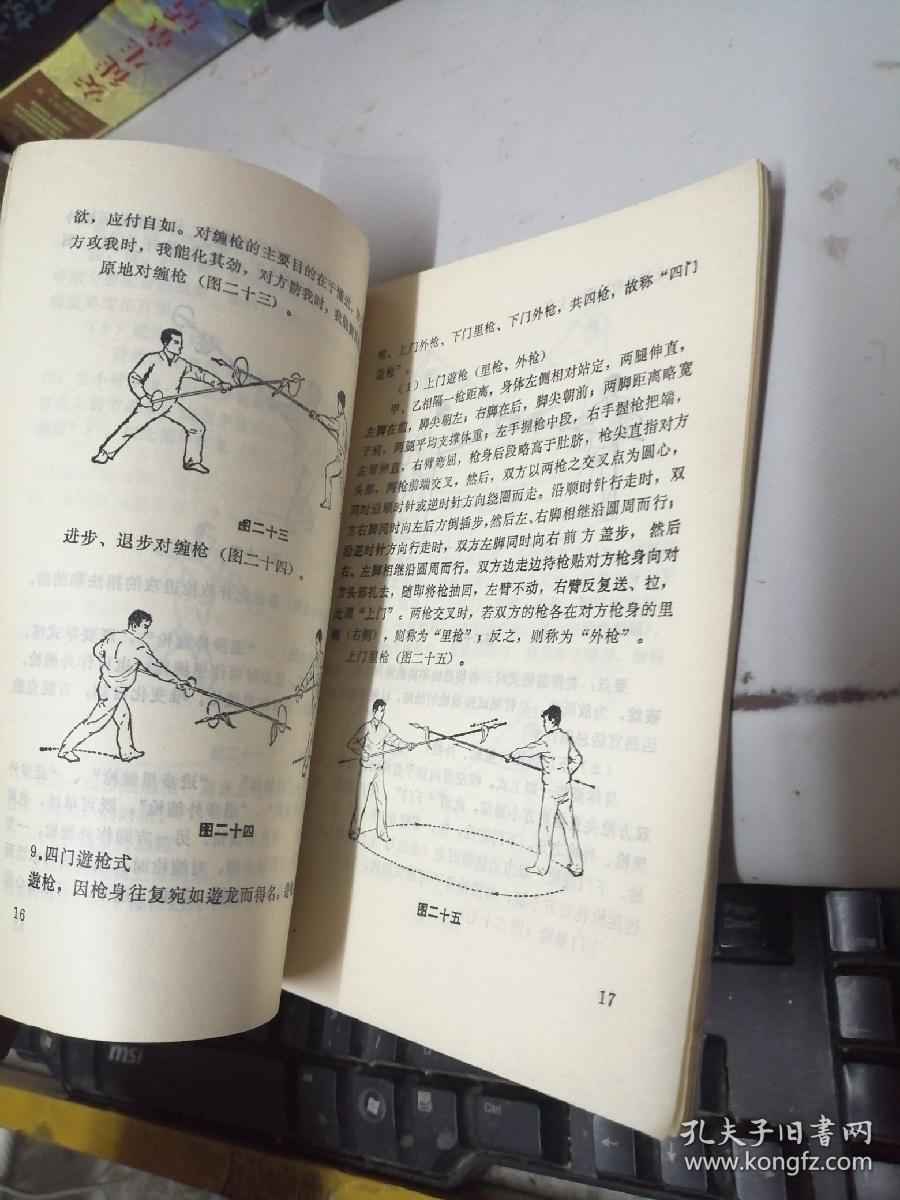 欲，应付自如。对缠枪的主要目的在于懂劲，
方攻我时，我能化其劲，对方防我时，我能
原地对缠枪（图二十三）。
图二十三
进步、退步对缠枪（图二十四）。
图二十四
9.四门遊枪式
遊枪，因枪身往复宛如遊龙而得名。
16
枪、上门外枪、下门里枪、下门外枪，共四枪，故称“四门
遊枪”。
（1）上门遊枪（里枪、外枪）
甲、乙相隔一枪距离，身体左侧相对站定，两腿伸直，
左脚在前，脚尖朝左；右脚在后，脚尖朝前；两脚距离略宽
于肩，两腿平均支撑体重；左手握枪中段，右手握枪把端，
左臂伸直，右臂弯屈，枪身后段略高于肚脐，枪尖直指对方
头部，两枪前端交叉，然后，双方以两枪之交叉点为圆心，
同时沿顺时针或逆时针方向绕圈而走。沿顺时针行走时，双
方右脚同时向左后方倒插步，然后左、右脚相继沿圆周而行；
沿逆时针方向行走时，双方左脚同时向右前方盖步，然后
右、左脚相继沿圆周而行。双方边走边持枪贴对方枪身向对
方头部扎去，随即将枪抽回，左臂不动，右臂反复送、拉，
此谓“上门”。两枪交叉时，若双方的枪各在对方枪身的里
侧（右侧），则称为“里枪”；反之，则称为“外枪”。
上门里枪（图二十五）。
图二十五
17
msi
Page
Down
Alt
Ctrl
孔夫子旧书网
www.kongfz.com